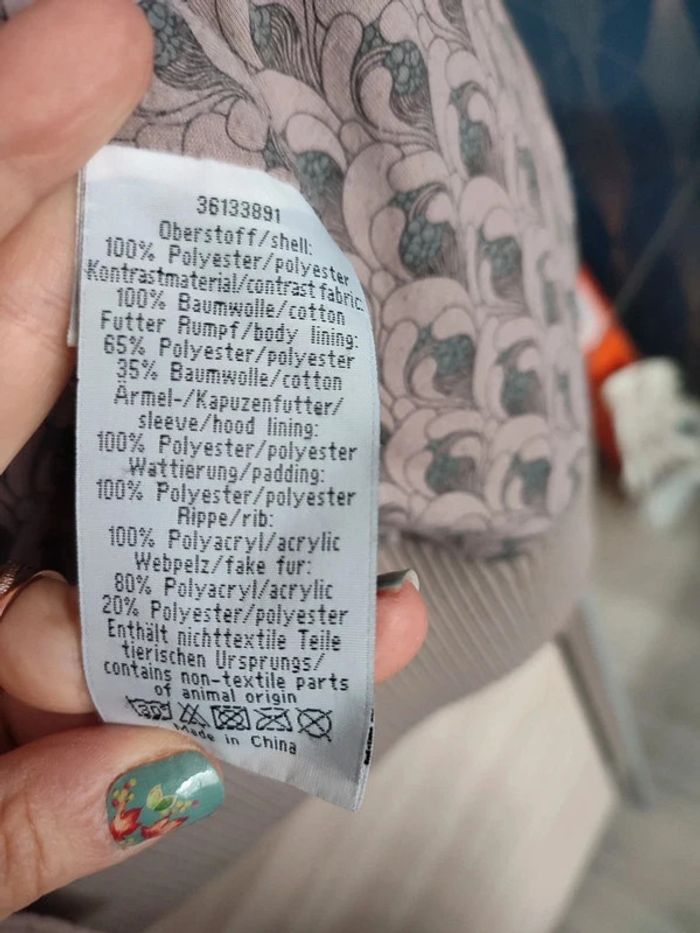 36133891
Oberstoff/shell:
100% Polyester/polyester
Kontrastmaterial/contrast fabric:
100% Baumwolle/cotton
Futter Rumpf/body lining:
65% Polyester/polyester
35% Baumwolle/cotton
Ärmel-/Kapuzenfutter/
sleeve/hood lining:
100% Polyester/polyester
Wattierung/padding:
100% Polyester/polyester
Rippe/rib:
100% Polyacryl/acrylic
Webpelz/fake fur:
80% Polyacryl/acrylic
20% Polyester/polyester
Enthält nichttextile Teile
tierischen Ursprungs/
contains non-textile parts
of animal origin
30
Made in China